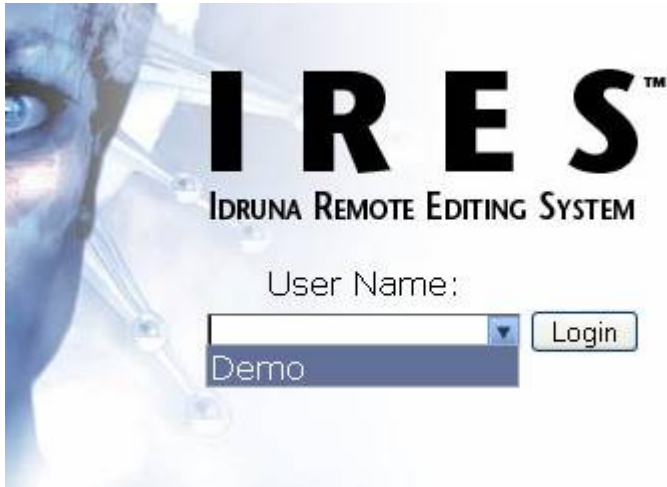 IRES™
IDRUNA REMOTE EDITING SYSTEM
User Name:
Login
Demo